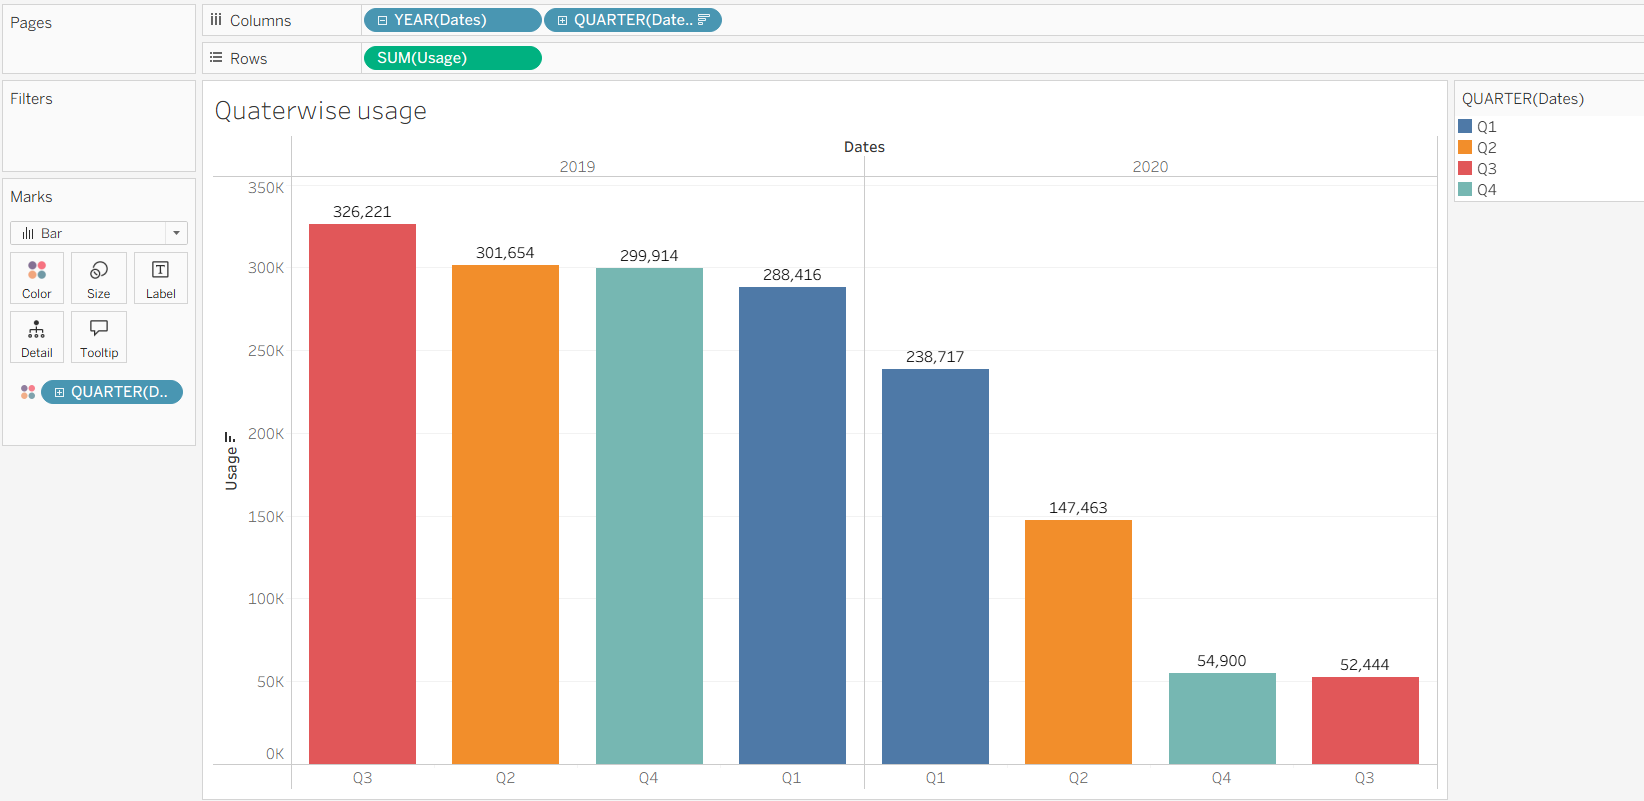 Pages
Columns
YEAR(Dates)
QUARTER(Date..
Rows
SUM(Usage)
Filters
Marks
Bar
Color
Size
Label
Detail
Tooltip
QUARTER(D..
Quaterwise usage
Dates
2019
2020
350K
300K
250K
200K
150K
100K
50K
0K
Usage
326,221
301,654
299,914
288,416
238,717
147,463
54,900
52,444
Q3
Q2
Q4
Q1
Q1
Q2
Q4
Q3
QUARTER(Dates)
Q1
Q2
Q3
Q4